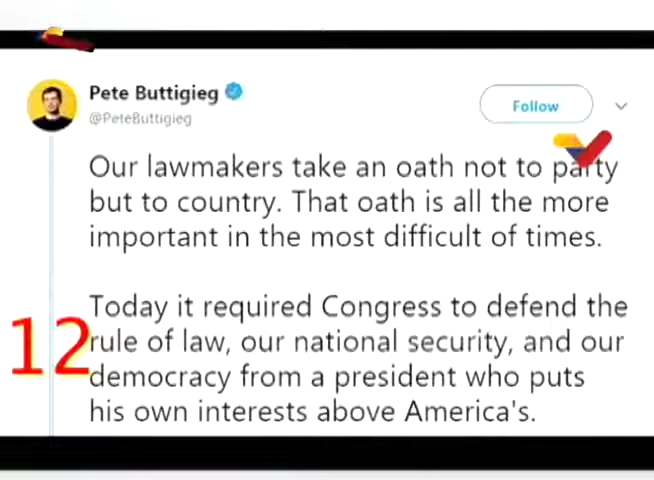 Pete Buttigieg
@PeteButtigieg
Follow
Our lawmakers take an oath not to party
but to country. That oath is all the more
important in the most difficult of times.
Today it required Congress to defend the
rule of law, our national security, and our
democracy from a president who puts
his own interests above America's.
12